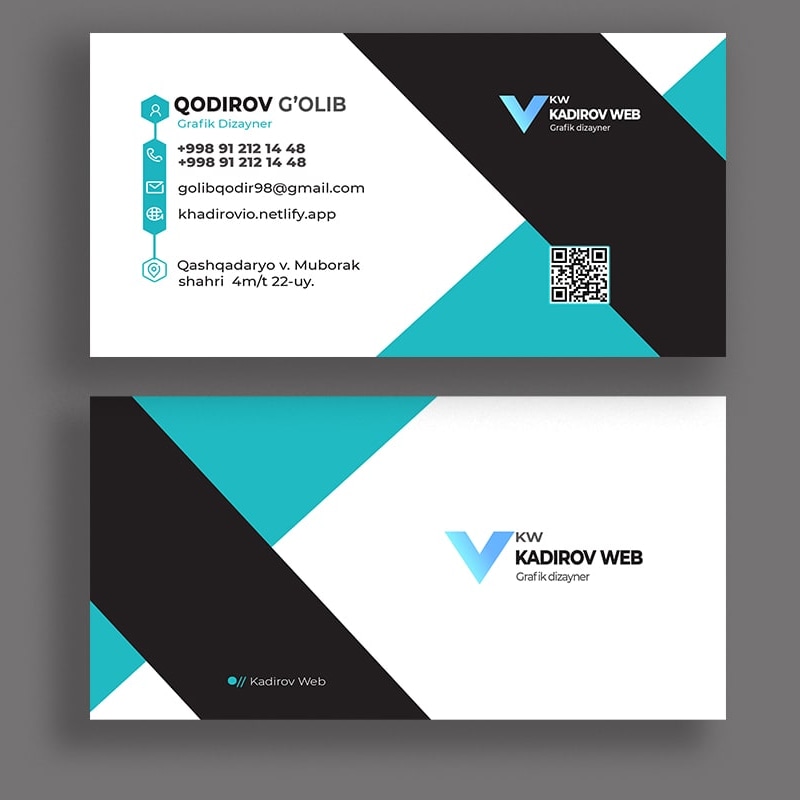 QODIROV G'OLIB
Grafik Dizayner
+998 91 212 14 48
+998 91 212 14 48
golibqodir98@gmail.com
khadirovio.netlify.app
Qashqadaryo v. Muborak
shahri 4m/t 22-uy.
KW
KADIROV WEB
Grafik dizayner
KW
KADIROV WEB
Grafik dizayner
// Kadirov Web